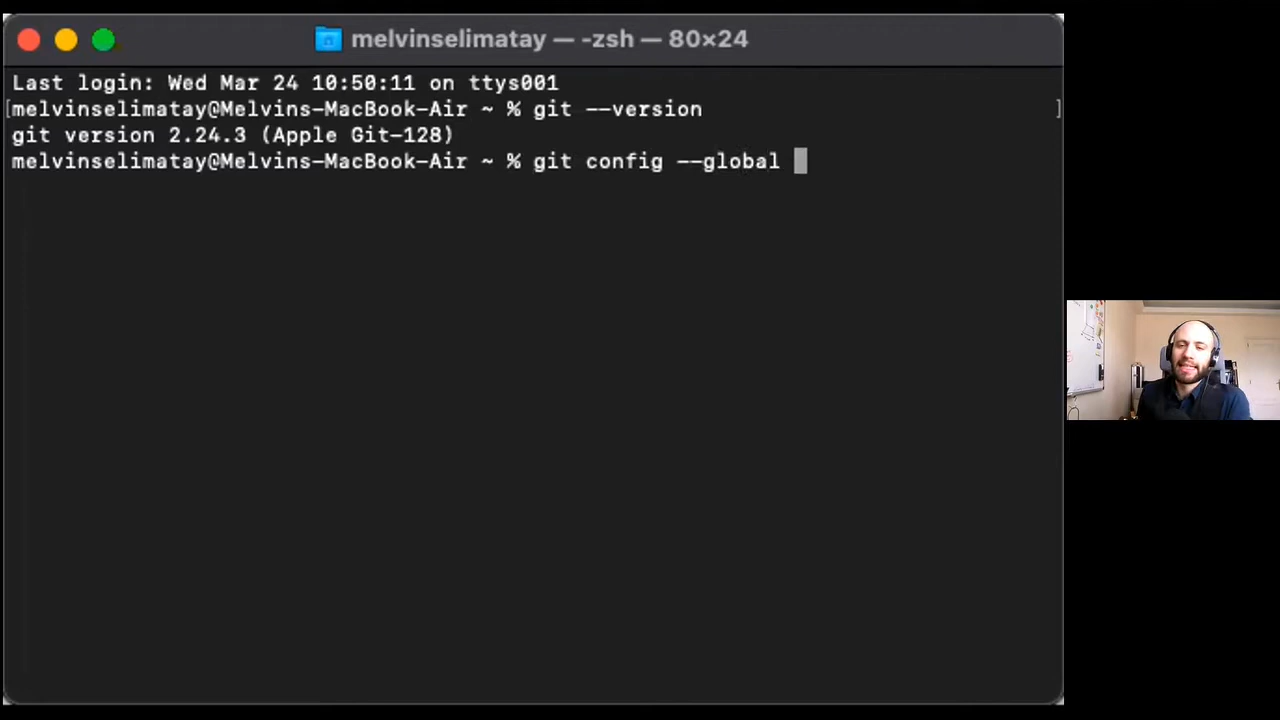 melvinselimatay — -zsh — 80×24
Last login: Wed Mar 24 10:50:11 on ttys001
[melvinselimatay@Melvins-MacBook-Air ~ % git --version ]
git version 2.24.3 (Apple Git-128)
melvinselimatay@Melvins-MacBook-Air ~ % git config --global